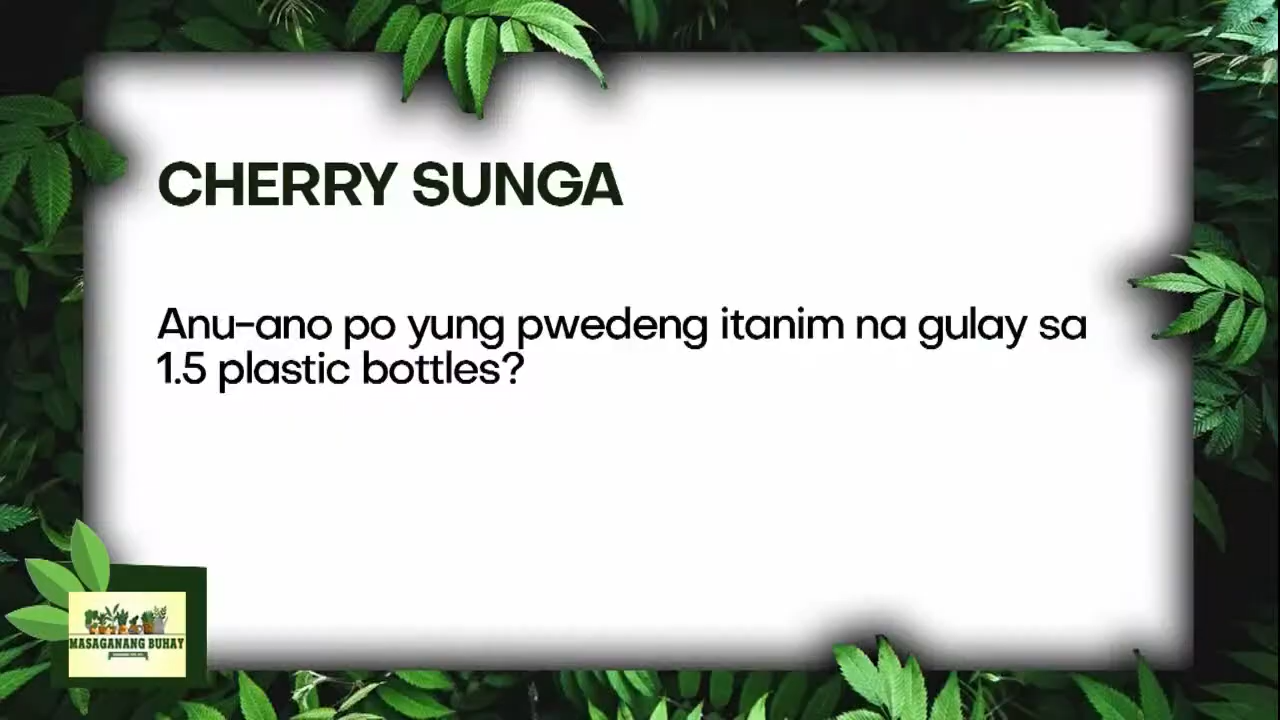 CHERRY SUNGA
Anu-ano po yung pwedeng itanim na gulay sa
1.5 plastic bottles?
MASAGANANG BUHAY